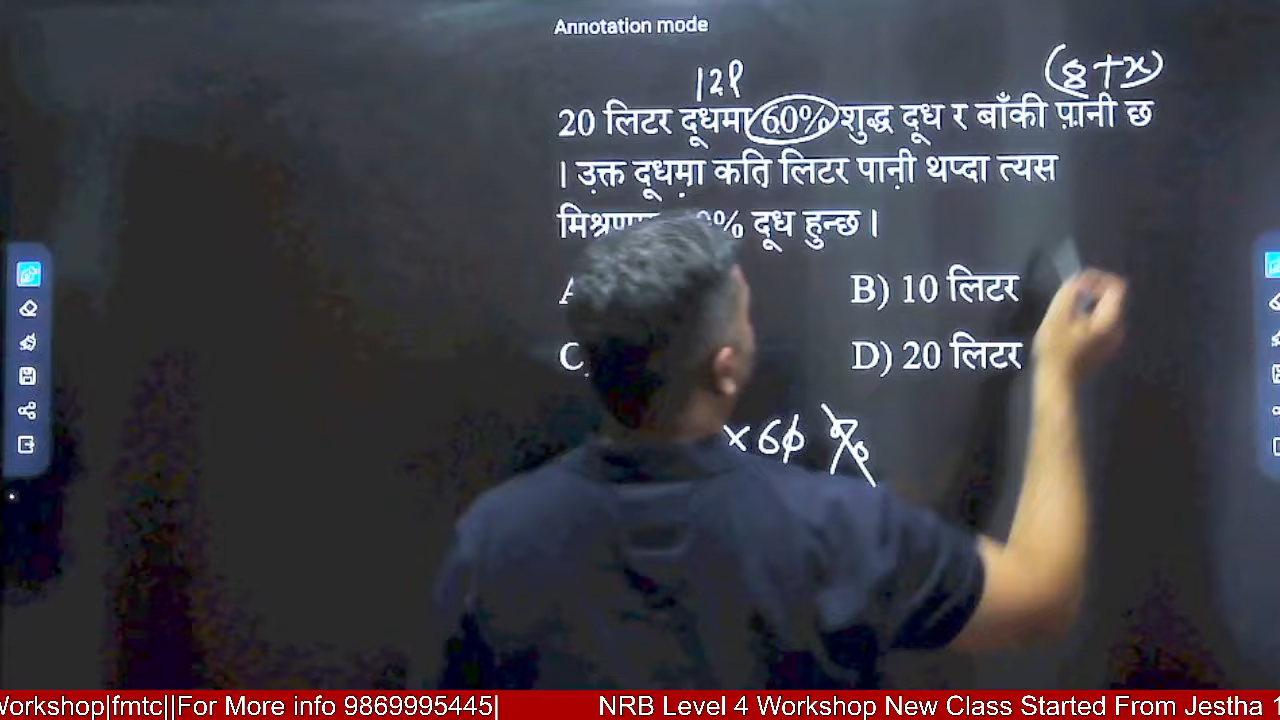 Annotation mode
12l
(8+x)
20 लिटर दूधमा 60% शुद्ध दूध र बाँकी पानी छ
। उक्त दूधमा कति लिटर पानी थप्दा त्यस
% दूध हुन्छ ।
B) 10 लिटर
D) 20 लिटर
×60 %
Workshop|fmtc||For More info 9869995445| NRB Level 4 Workshop New Class Started From Jestha 1